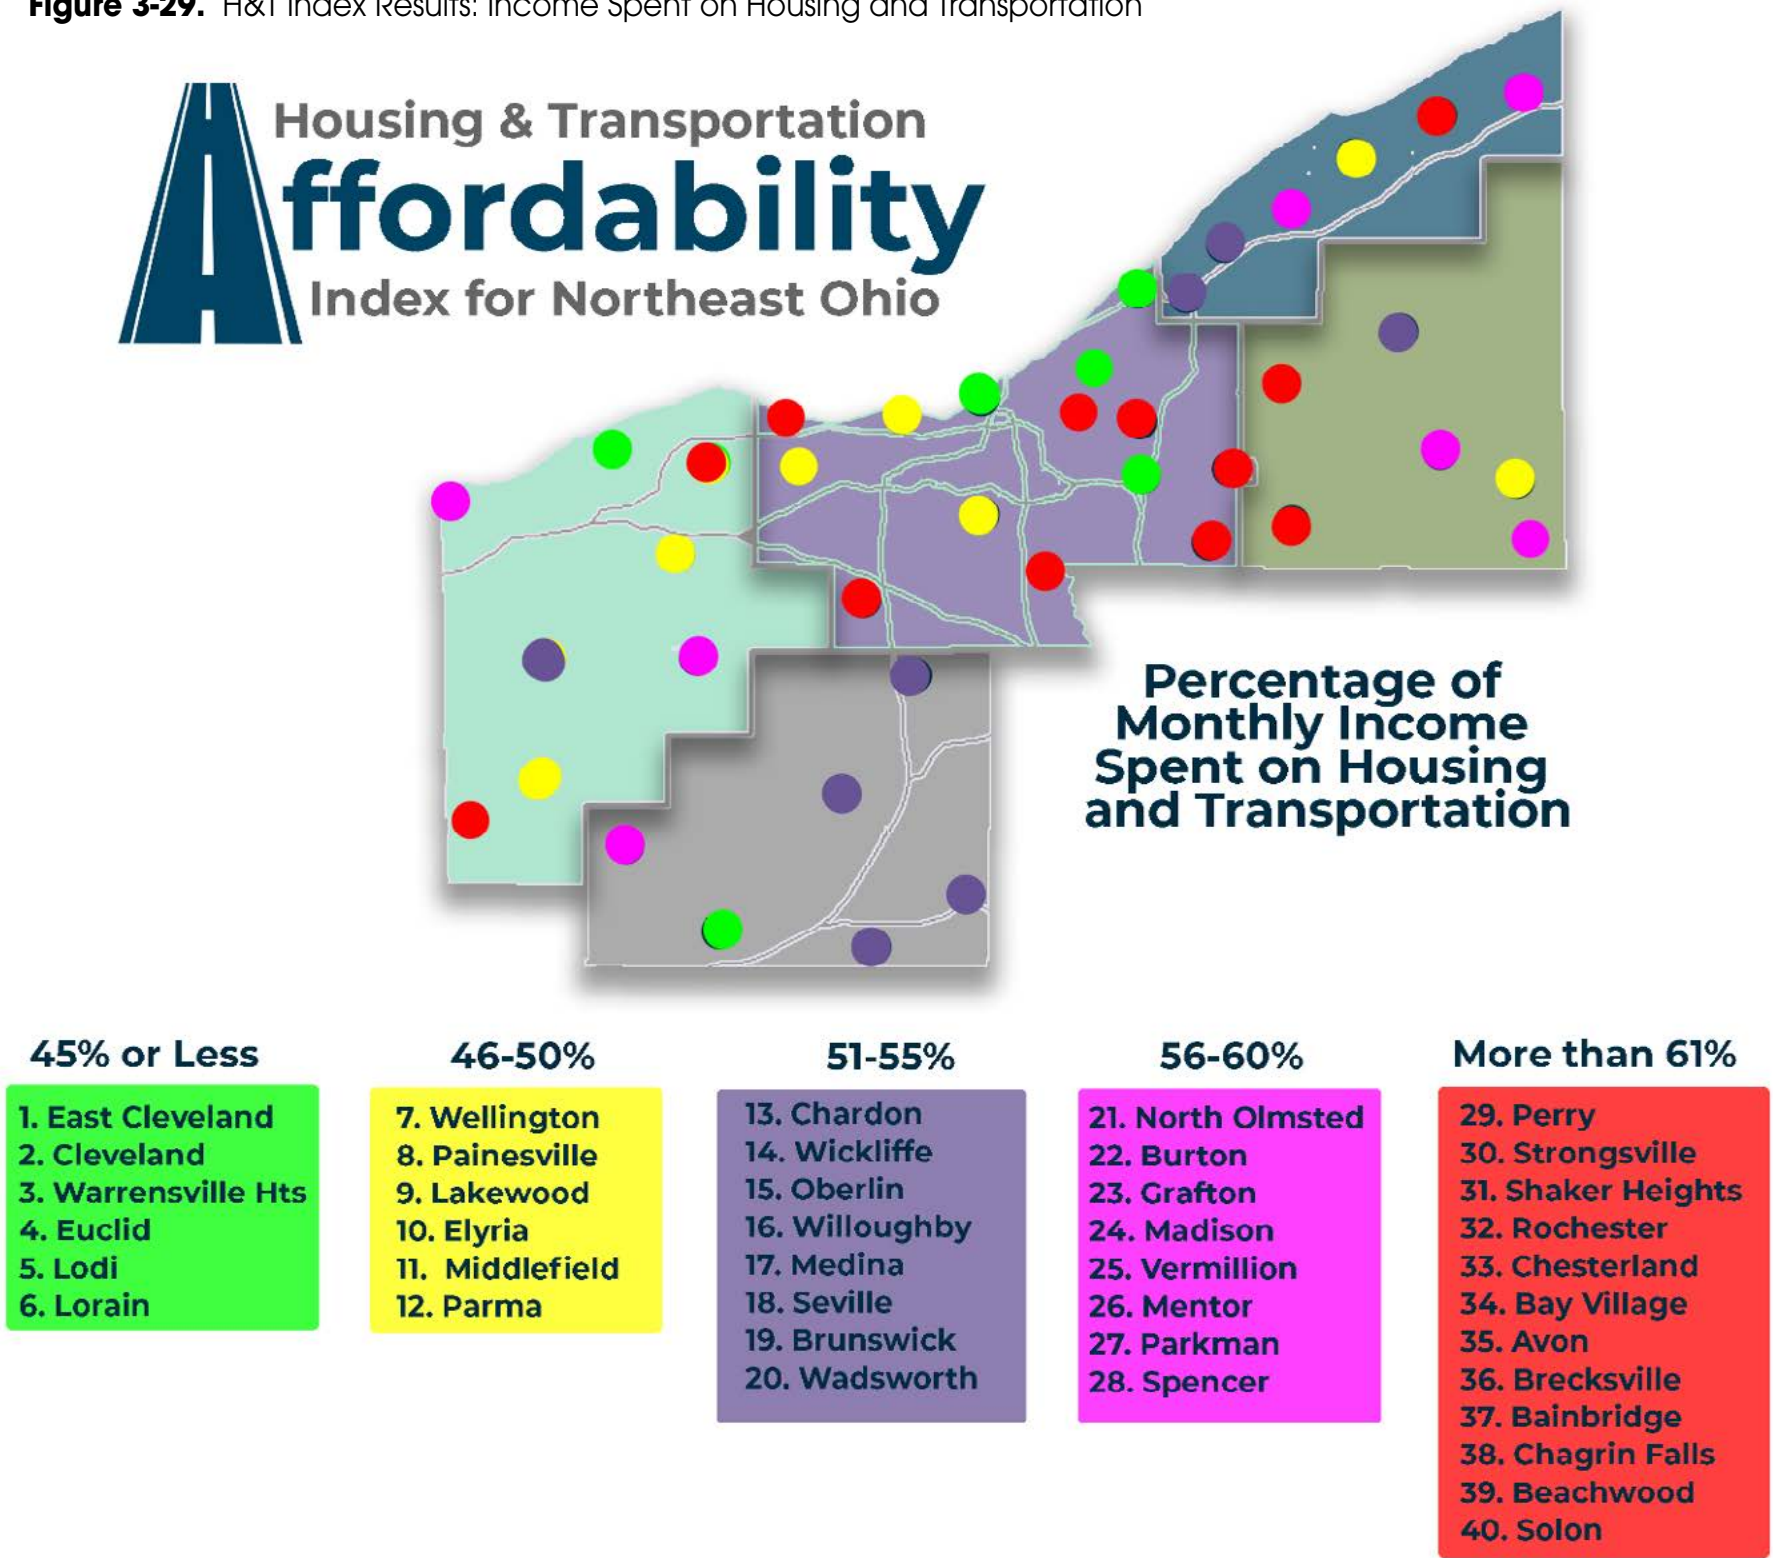 Figure 3-29. H&T Index Results: Income Spent on Housing and Transportation
Housing & Transportation
Affordability
Index for Northeast Ohio
Percentage of
Monthly Income
Spent on Housing
and Transportation
45% or Less
1. East Cleveland
2. Cleveland
3. Warrensville Hts
4. Euclid
5. Lodi
6. Lorain
46-50%
7. Wellington
8. Painesville
9. Lakewood
10. Elyria
11. Middlefield
12. Parma
51-55%
13. Chardon
14. Wickliffe
15. Oberlin
16. Willoughby
17. Medina
18. Seville
19. Brunswick
20. Wadsworth
56-60%
21. North Olmsted
22. Burton
23. Grafton
24. Madison
25. Vermillion
26. Mentor
27. Parkman
28. Spencer
More than 61%
29. Perry
30. Strongsville
31. Shaker Heights
32. Rochester
33. Chesterland
34. Bay Village
35. Avon
36. Brecksville
37. Bainbridge
38. Chagrin Falls
39. Beachwood
40. Solon